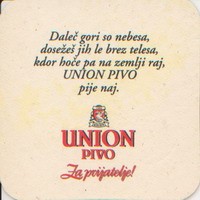 Daleč gori so nebesa,
dosežeš jih le brez telesa,
kdor hoče pa na zemlji raj,
UNION PIVO
pije naj.
UNION
PIVO
Za prijatelje!